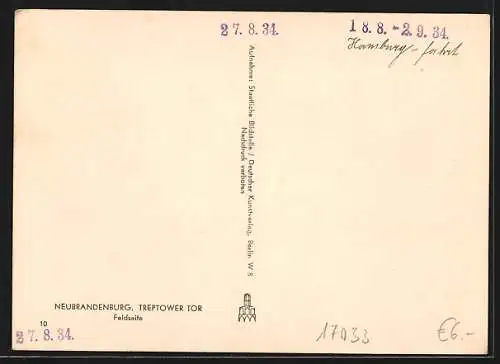 27.8.34.
18.8.-2.9.34.
Hamburg-fahrt
Aufnahme: Staatliche Bildstelle / Deutscher Kunstverlag, Berlin W 8
Nachdruck verboten
NEUBRANDENBURG, TREPTOWER TOR
Feldseite
10
27.8.34.
17033
€6.-